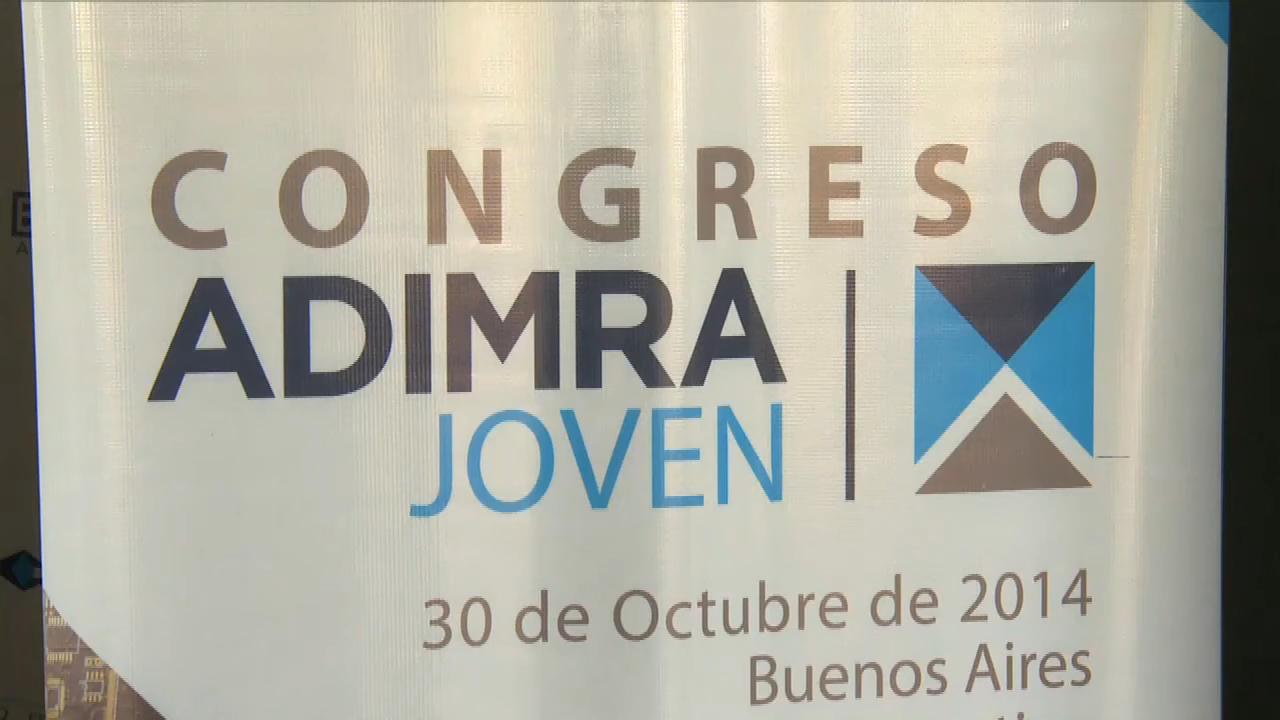 CONGRESO
ADIMRA
JOVEN
30 de Octubre de 2014
Buenos Aires